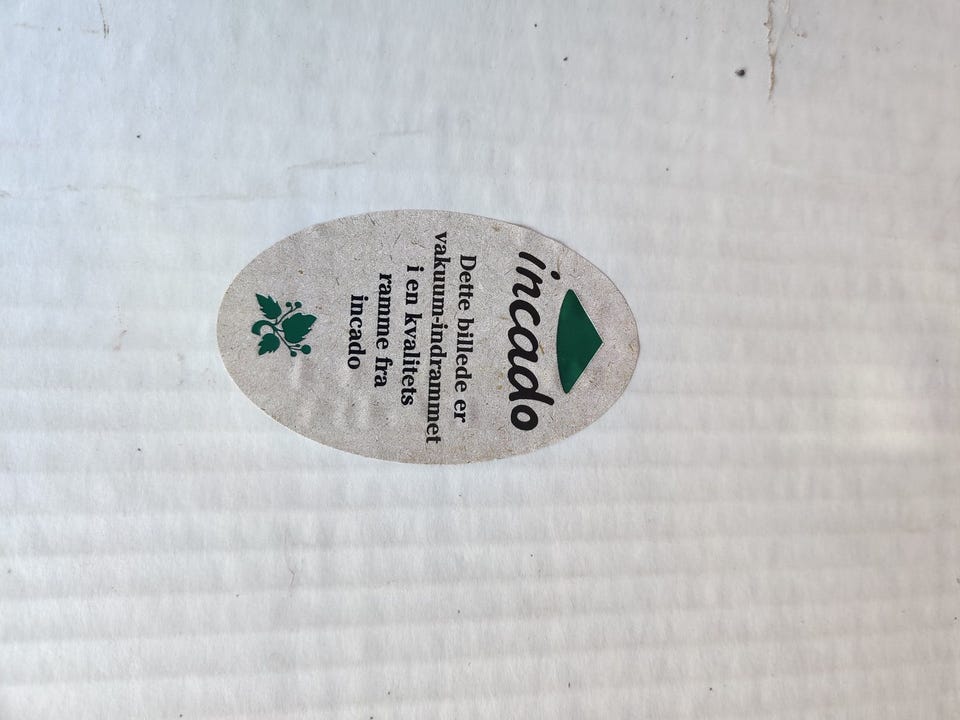 incado
Dette billede er
vakuum-indrammet
i en kvalitets
ramme fra
incado